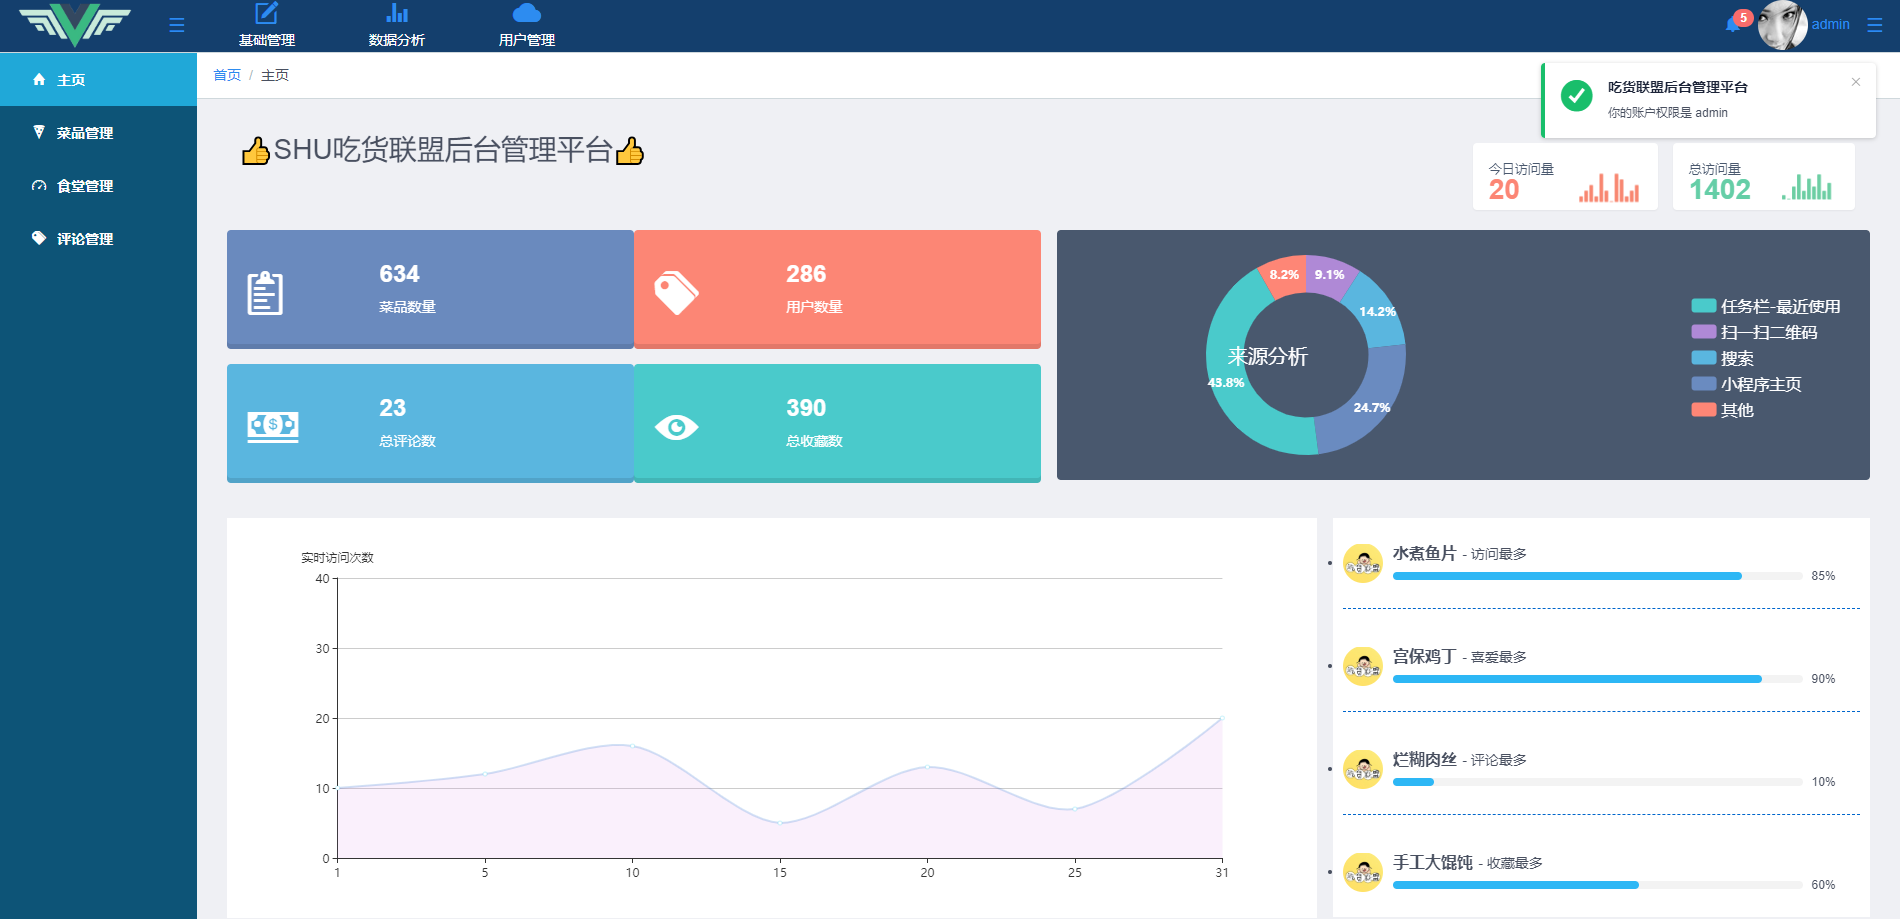 基础管理
数据分析
用户管理
5
admin
主页
菜品管理
食堂管理
评论管理
首页 / 主页
吃货联盟后台管理平台
你的账户权限是 admin
👍SHU吃货联盟后台管理平台👍
今日访问量
20
总访问量
1402
634
菜品数量
286
用户数量
23
总评论数
390
总收藏数
来源分析
8.2%
9.1%
14.2%
24.7%
43.8%
任务栏-最近使用
扫一扫二维码
搜索
小程序主页
其他
实时访问次数
40
30
20
10
0
1 5 10 15 20 25 31
水煮鱼片 - 访问最多
85%
宫保鸡丁 - 喜爱最多
90%
烂糊肉丝 - 评论最多
10%
手工大馄饨 - 收藏最多
60%